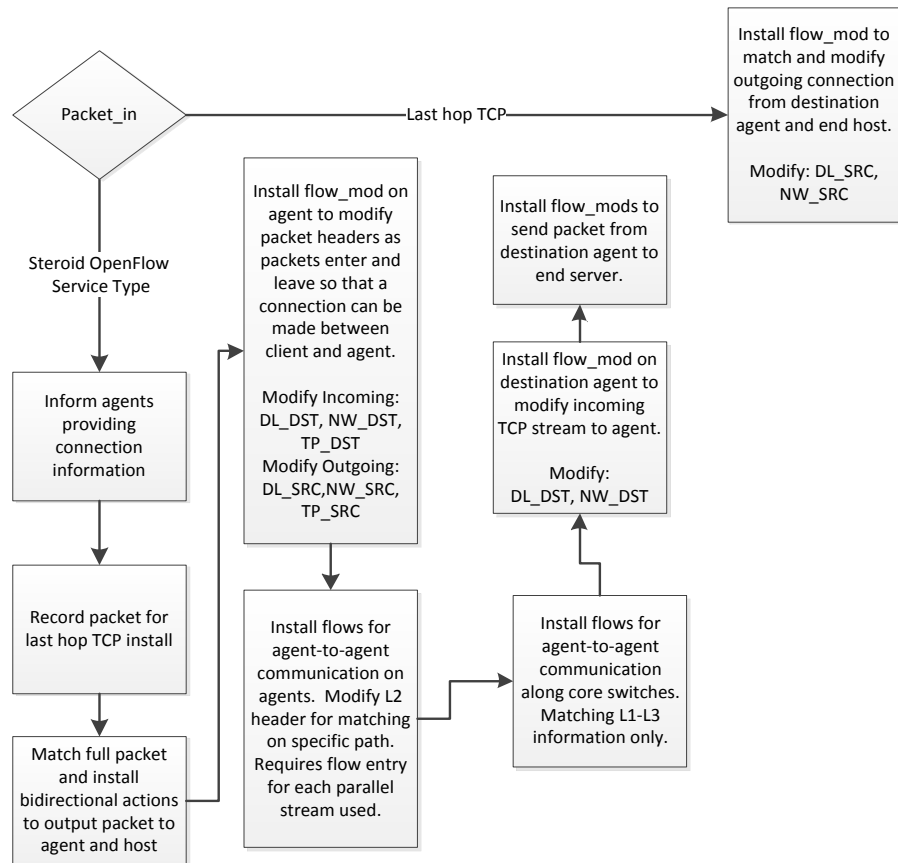 Packet_in
Last hop TCP
Install flow_mod to
match and modify
outgoing connection
from destination
agent and end host.
Modify: DL_SRC,
NW_SRC
Steroid OpenFlow
Service Type
Inform agents
providing
connection
information
Record packet for
last hop TCP install
Match full packet
and install
bidirectional actions
to output packet to
agent and host
Install flow_mod on
agent to modify
packet headers as
packets enter and
leave so that a
connection can be
made between
client and agent.
Modify Incoming:
DL_DST, NW_DST,
TP_DST
Modify Outgoing:
DL_SRC,NW_SRC,
TP_SRC
Install flows for
agent-to-agent
communication on
agents.  Modify L2
header for matching
on specific path.
Requires flow entry
for each parallel
stream used.
Install flows for
agent-to-agent
communication
along core switches.
Matching L1-L3
information only.
Install flow_mod on
destination agent to
modify incoming
TCP stream to agent.
Modify:
DL_DST, NW_DST
Install flow_mods to
send packet from
destination agent to
end server.